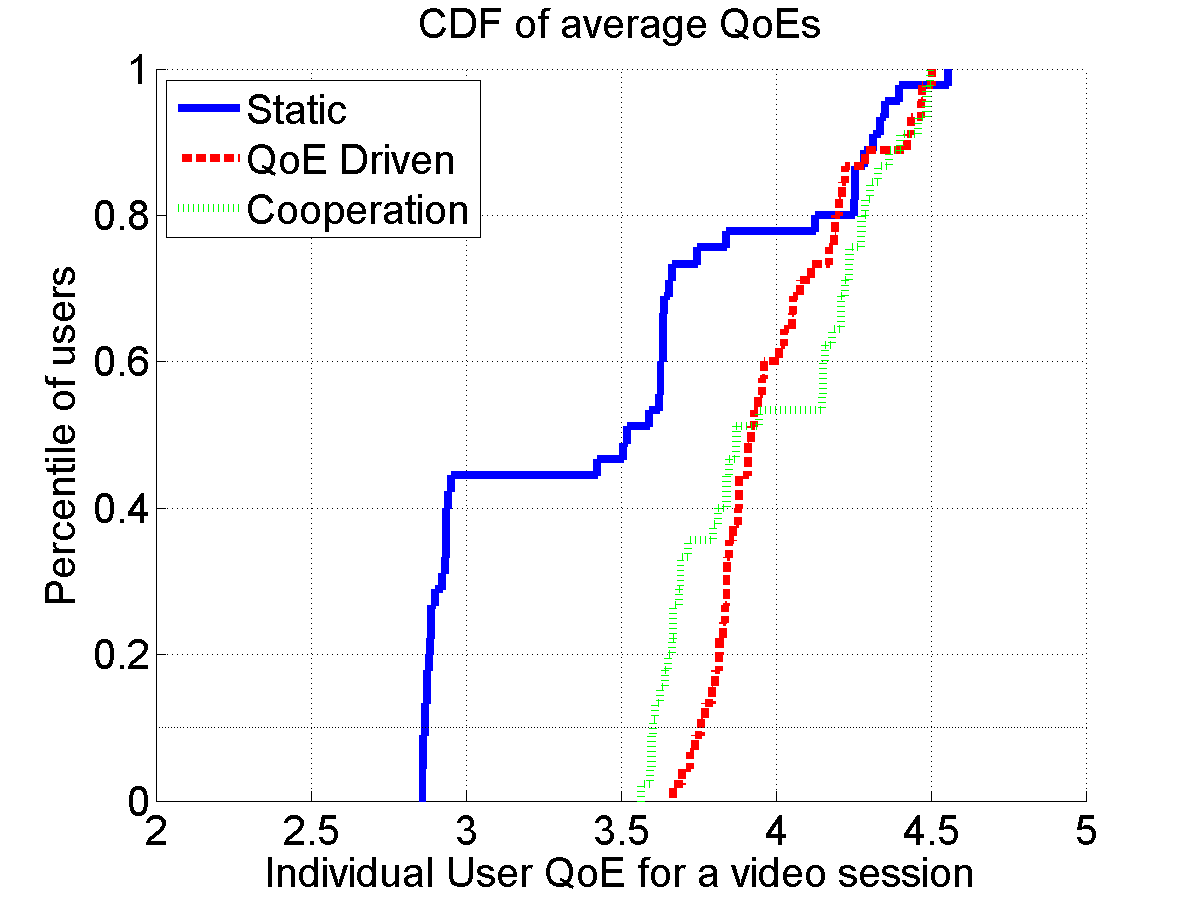 CDF of average QoEs
1
0.8
0.6
0.4
0.2
0
Static
QoE Driven
Cooperation
Percentile of users
2 2.5 3 3.5 4 4.5 5
Individual User QoE for a video session